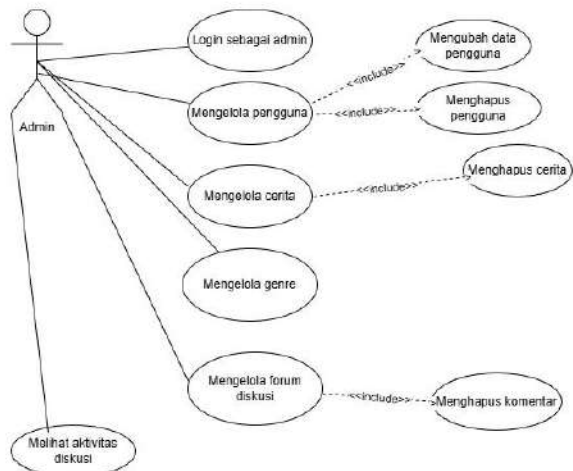 Login sebagai admin
Mengubah data
pengguna
<<include>>
Mengelola pengguna
<<include>>
Menghapus
pengguna
Admin
Mengelola cerita
<<include>>
Menghapus cerita
Mengelola genre
Mengelola forum
diskusi
<<include>>
Menghapus komentar
Melihat aktivitas
diskusi